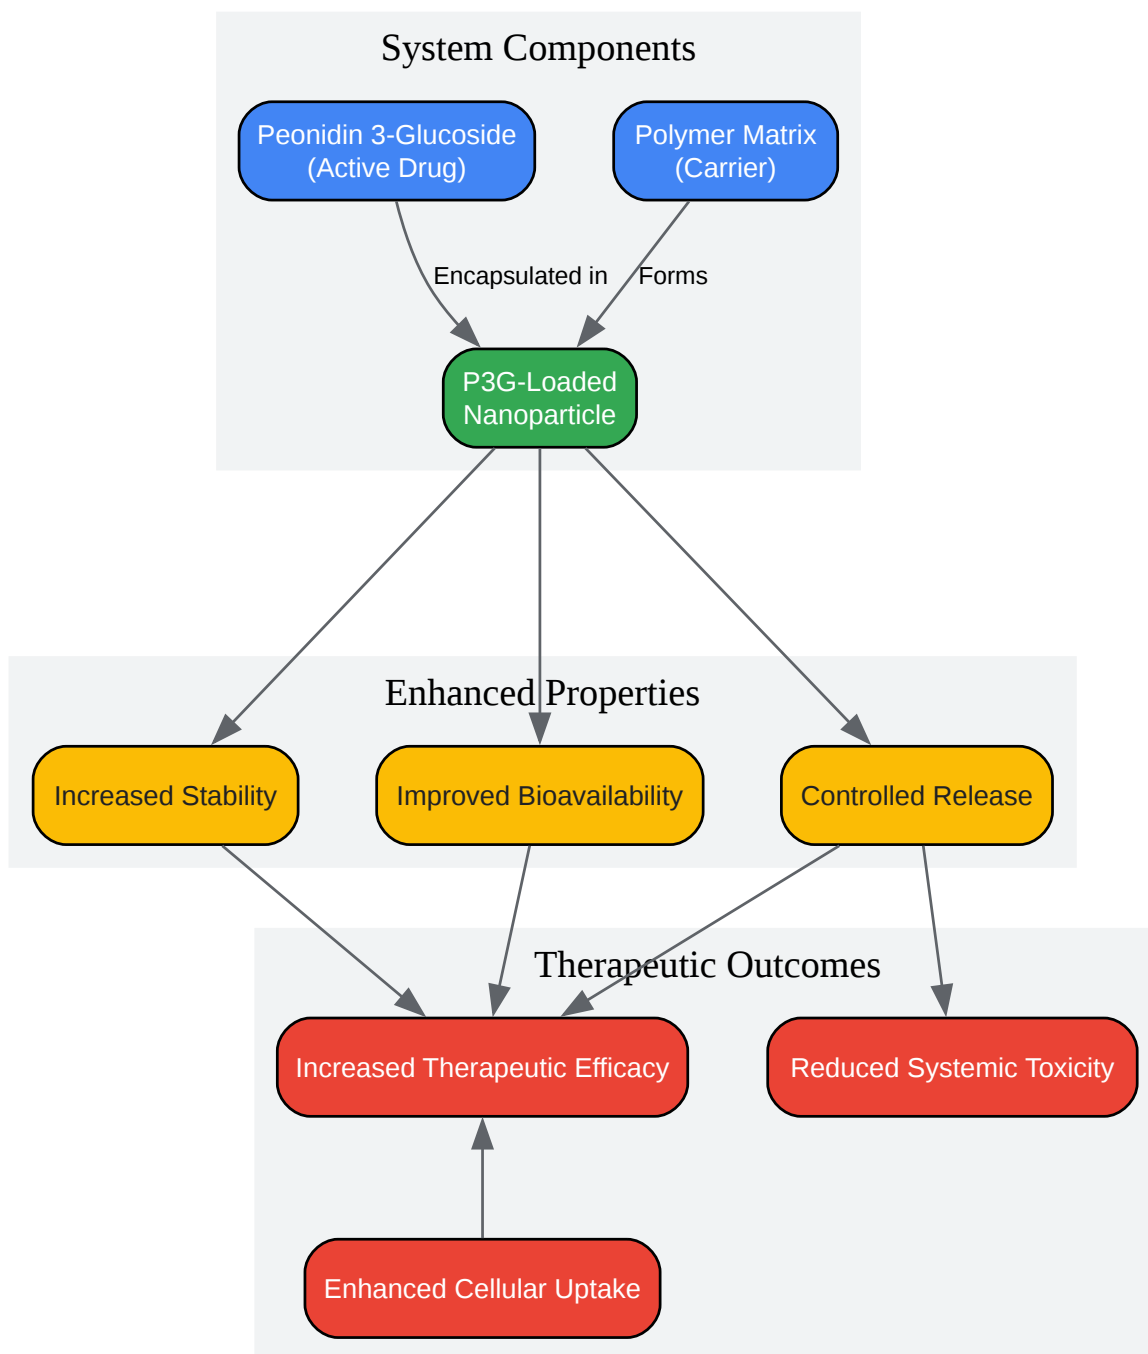 System Components
Peonidin 3-Glucoside
(Active Drug)
Polymer Matrix
(Carrier)
Encapsulated in
Forms
P3G-Loaded
Nanoparticle
Enhanced Properties
Increased Stability
Improved Bioavailability
Controlled Release
Therapeutic Outcomes
Increased Therapeutic Efficacy
Reduced Systemic Toxicity
Enhanced Cellular Uptake